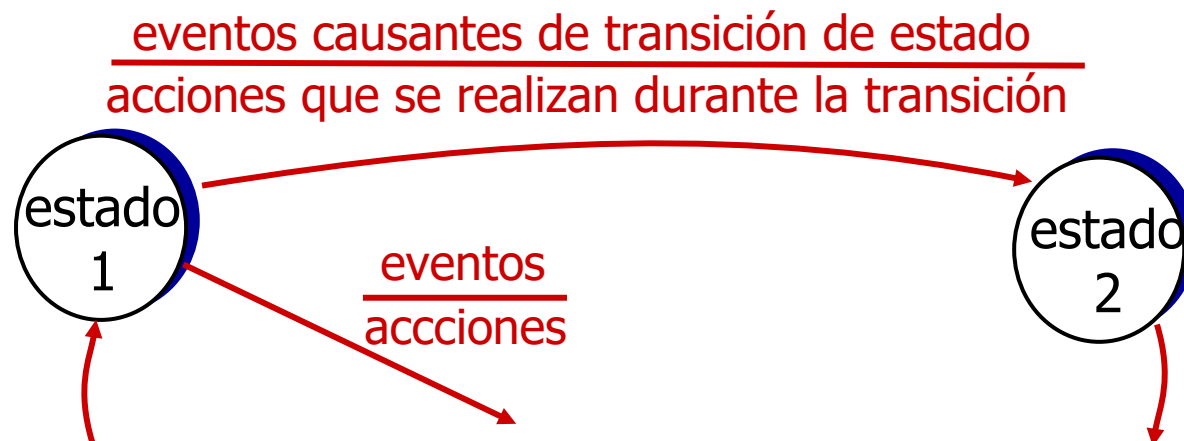 eventos causantes de transición de estado
acciones que se realizan durante la transición
estado
1
estado
2
eventos
accciones